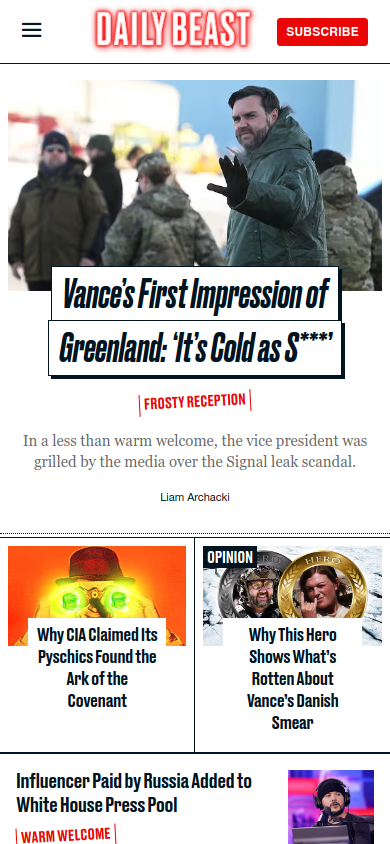 DAILY BEAST
SUBSCRIBE
Vance's First Impression of
Greenland: 'It's Cold as S***'
FROSTY RECEPTION
In a less than warm welcome, the vice president was
grilled by the media over the Signal leak scandal.
Liam Archacki
Why CIA Claimed Its
Pyschics Found the
Ark of the
Covenant
OPINION
HERO
Why This Hero
Shows What's
Rotten About
Vance's Danish
Smear
Influencer Paid by Russia Added to
White House Press Pool
WARM WELCOME